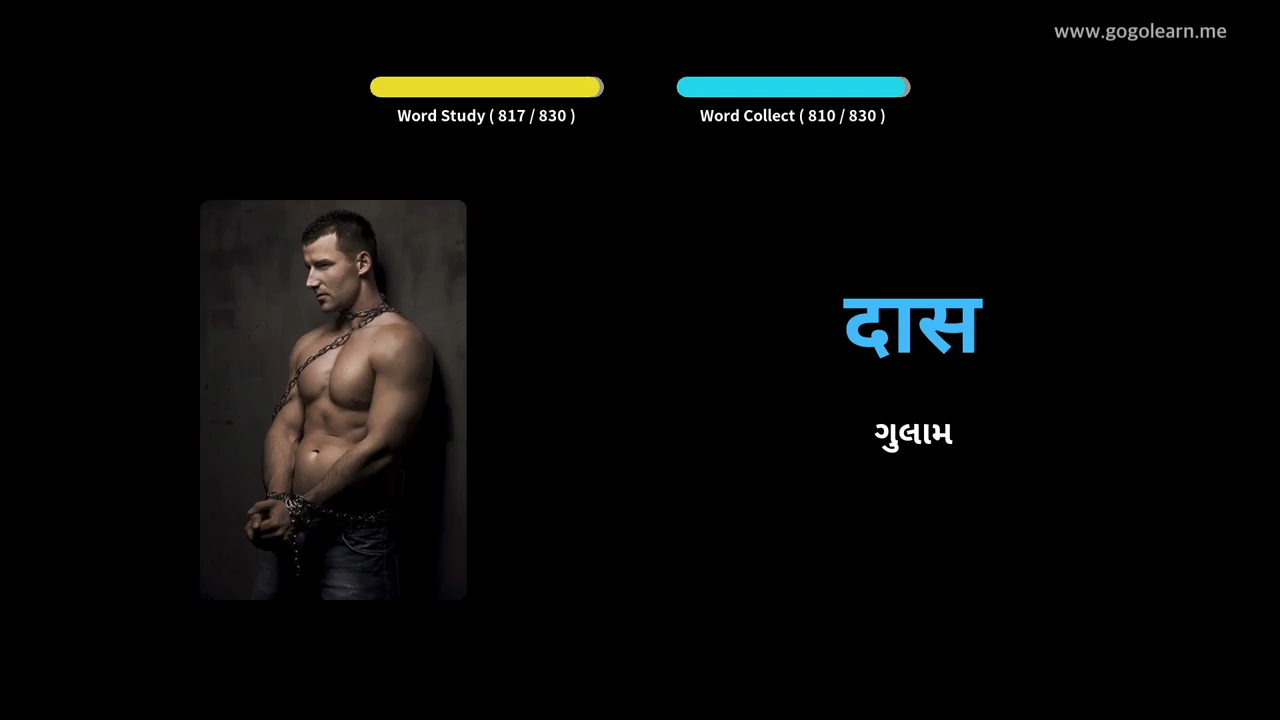 www.gogolearn.me
Word Study ( 817 / 830 )
Word Collect ( 810 / 830 )
दास
ગુલામ